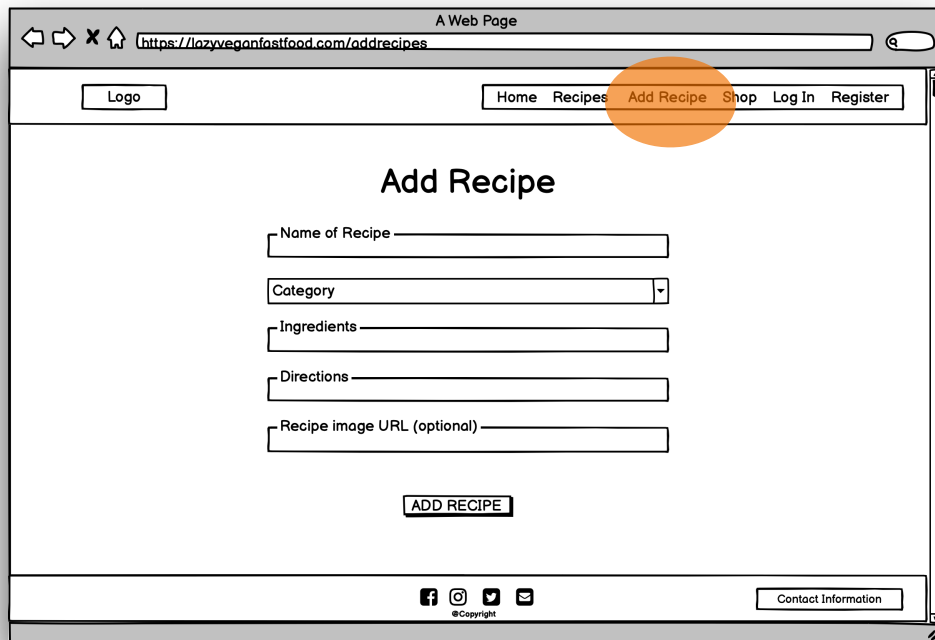 A Web Page
https://lazyveganfastfood.com/addrecipes
Logo
Home Recipes Add Recipe Shop Log In Register
Add Recipe
Name of Recipe
Category
Ingredients
Directions
Recipe image URL (optional)
ADD RECIPE
@Copyright
Contact Information